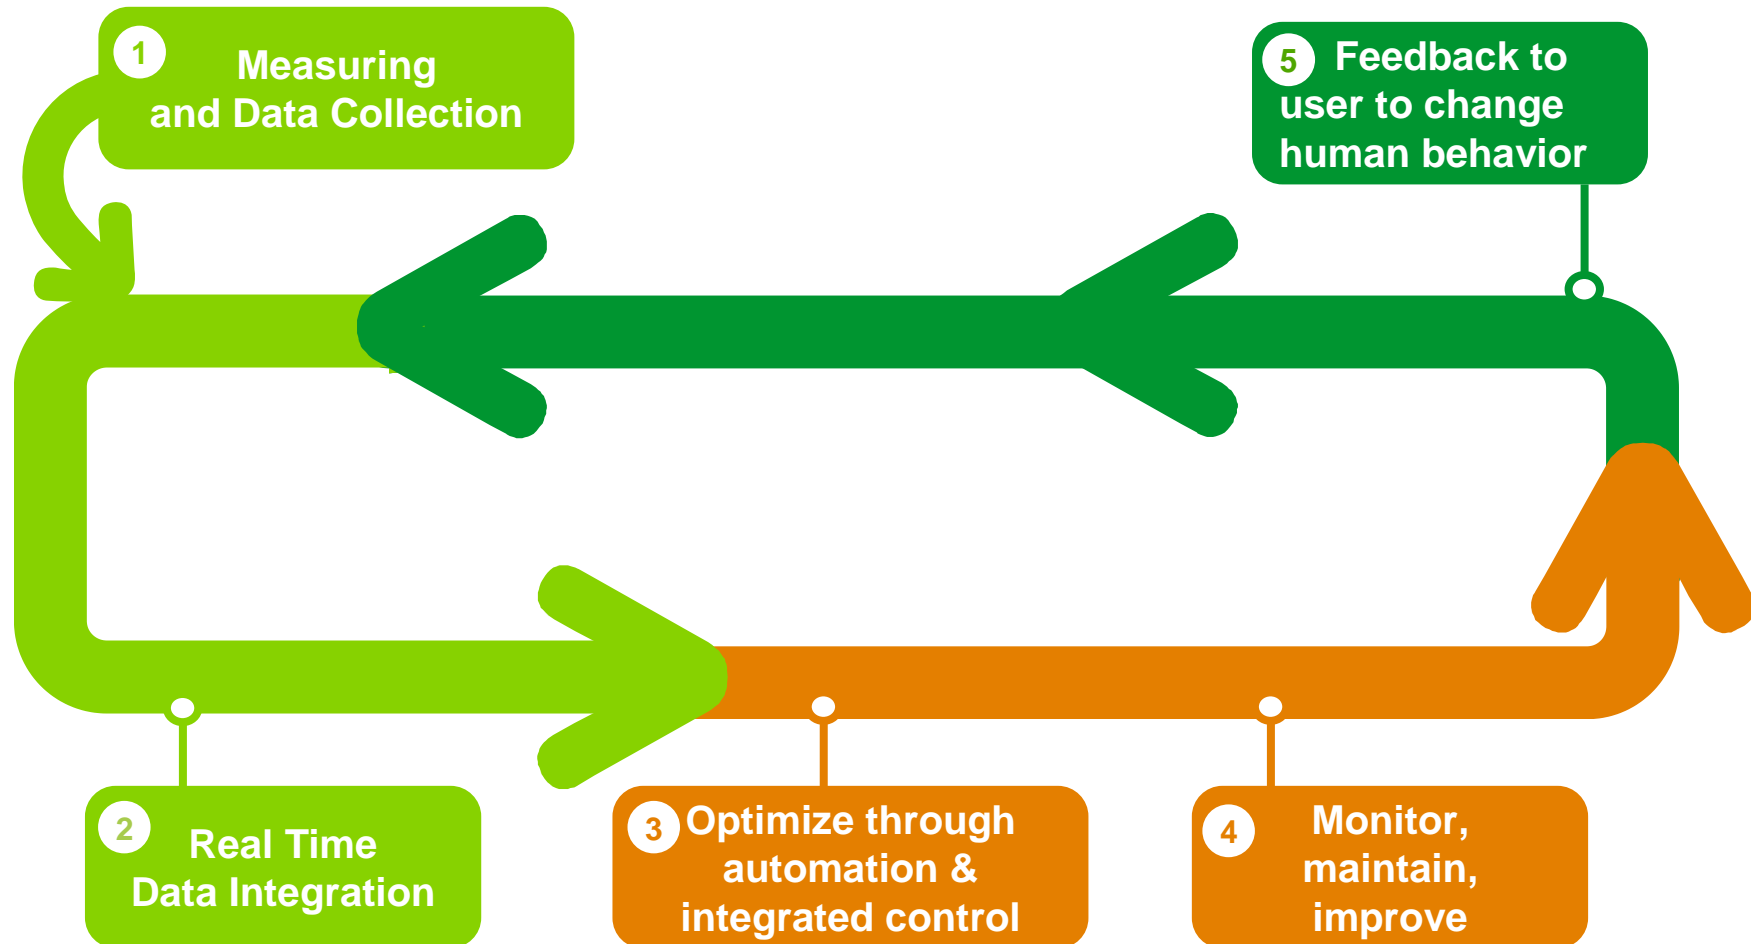 1
Measuring
and Data Collection
5
Feedback to
user to change
human behavior
2
Real Time
Data Integration
3
Optimize through
automation &
integrated control
4
Monitor,
maintain,
improve